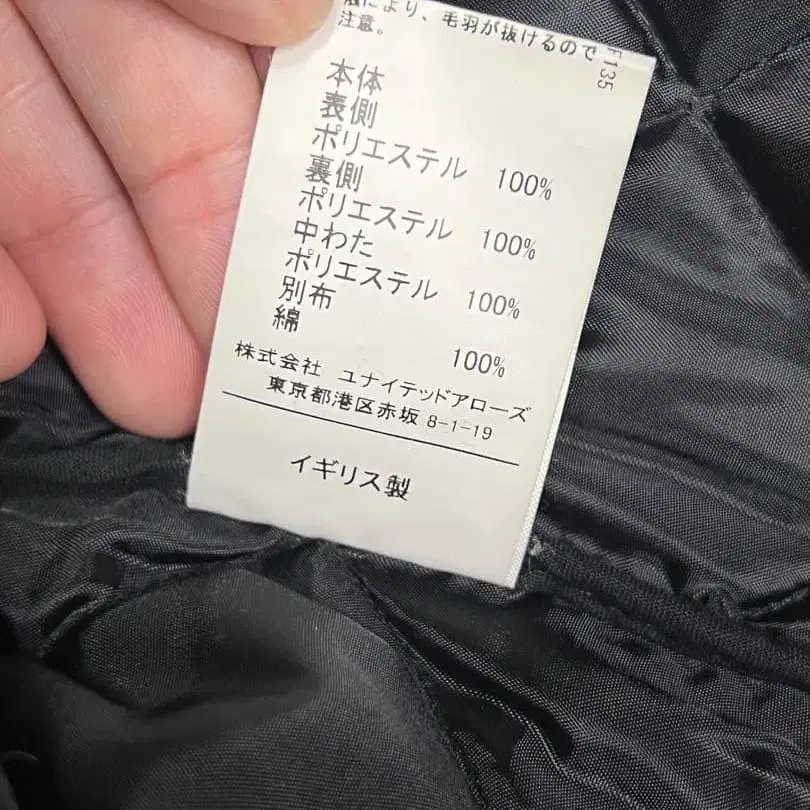 により、毛羽が抜けるので
注意。
F135
本体
表側
ポリエステル 100%
裏側
ポリエステル 100%
中わた
ポリエステル 100%
別布
綿 100%
株式会社 ユナイテッドアローズ
東京都港区赤坂 8-1-19
イギリス製